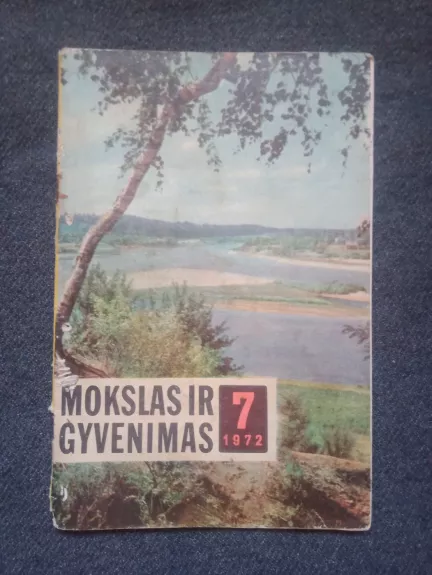 MOKSLAS IR
GYVENIMAS
7
1972